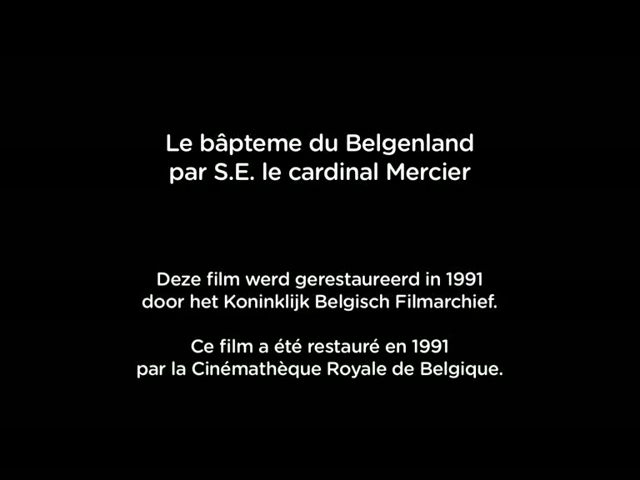 Le bâpteme du Belgenland
par S.E. le cardinal Mercier
Deze film werd gerestaureerd in 1991
door het Koninklijk Belgisch Filmarchief.
Ce film a été restauré en 1991
par la Cinémathèque Royale de Belgique.